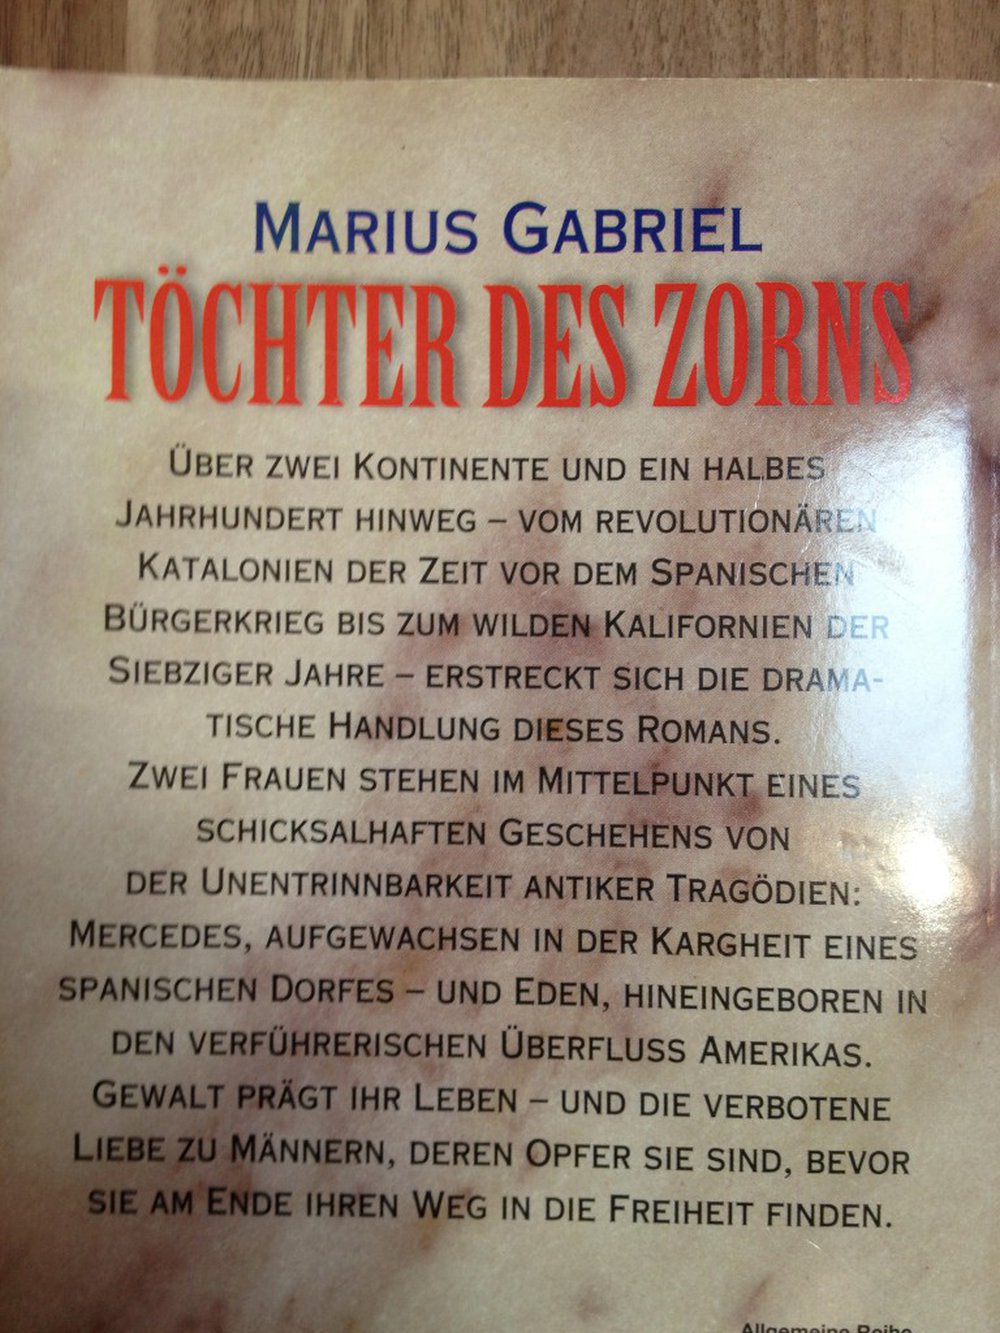 MARIUS GABRIEL
TÖCHTER DES ZORNS
ÜBER ZWEI KONTINENTE UND EIN HALBES
JAHRHUNDERT HINWEG – VOM REVOLUTIONÄREN
KATALONIEN DER ZEIT VOR DEM SPANISCHEN
BÜRGERKRIEG BIS ZUM WILDEN KALIFORNIEN DER
SIEBZIGER JAHRE – ERSTRECKT SICH DIE DRAMA-
TISCHE HANDLUNG DIESES ROMANS.
ZWEI FRAUEN STEHEN IM MITTELPUNKT EINES
SCHICKSALHAFTEN GESCHEHENS VON
DER UNENTRINNBARKEIT ANTIKER TRAGÖDIEN:
MERCEDES, AUFGEWACHSEN IN DER KARGHEIT EINES
SPANISCHEN DORFES – UND EDEN, HINEINGEBOREN IN
DEN VERFÜHRERISCHEN ÜBERFLUSS AMERIKAS.
GEWALT PRÄGT IHR LEBEN – UND DIE VERBOTENE
LIEBE ZU MÄNNERN, DEREN OPFER SIE SIND, BEVOR
SIE AM ENDE IHREN WEG IN DIE FREIHEIT FINDEN.
Allgemeine Reihe